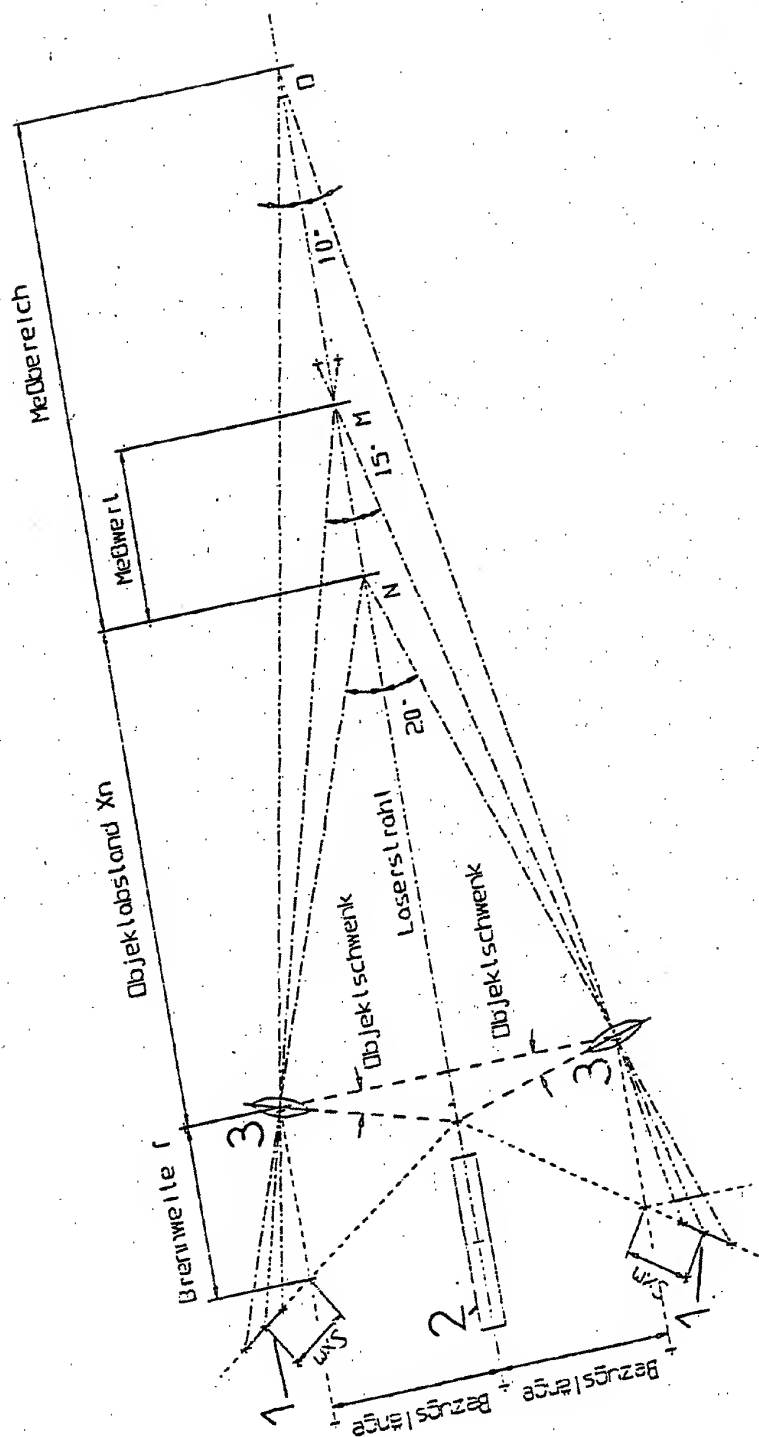 Meßbereich
Meßwert
Objektabstand Xn
Brennweite f
D
10°
M
15°
N
20°
Laserstrahl
Objektschwenk
Objektschwenk
3
3
2
1
1
Bezugslänge
Bezugslänge